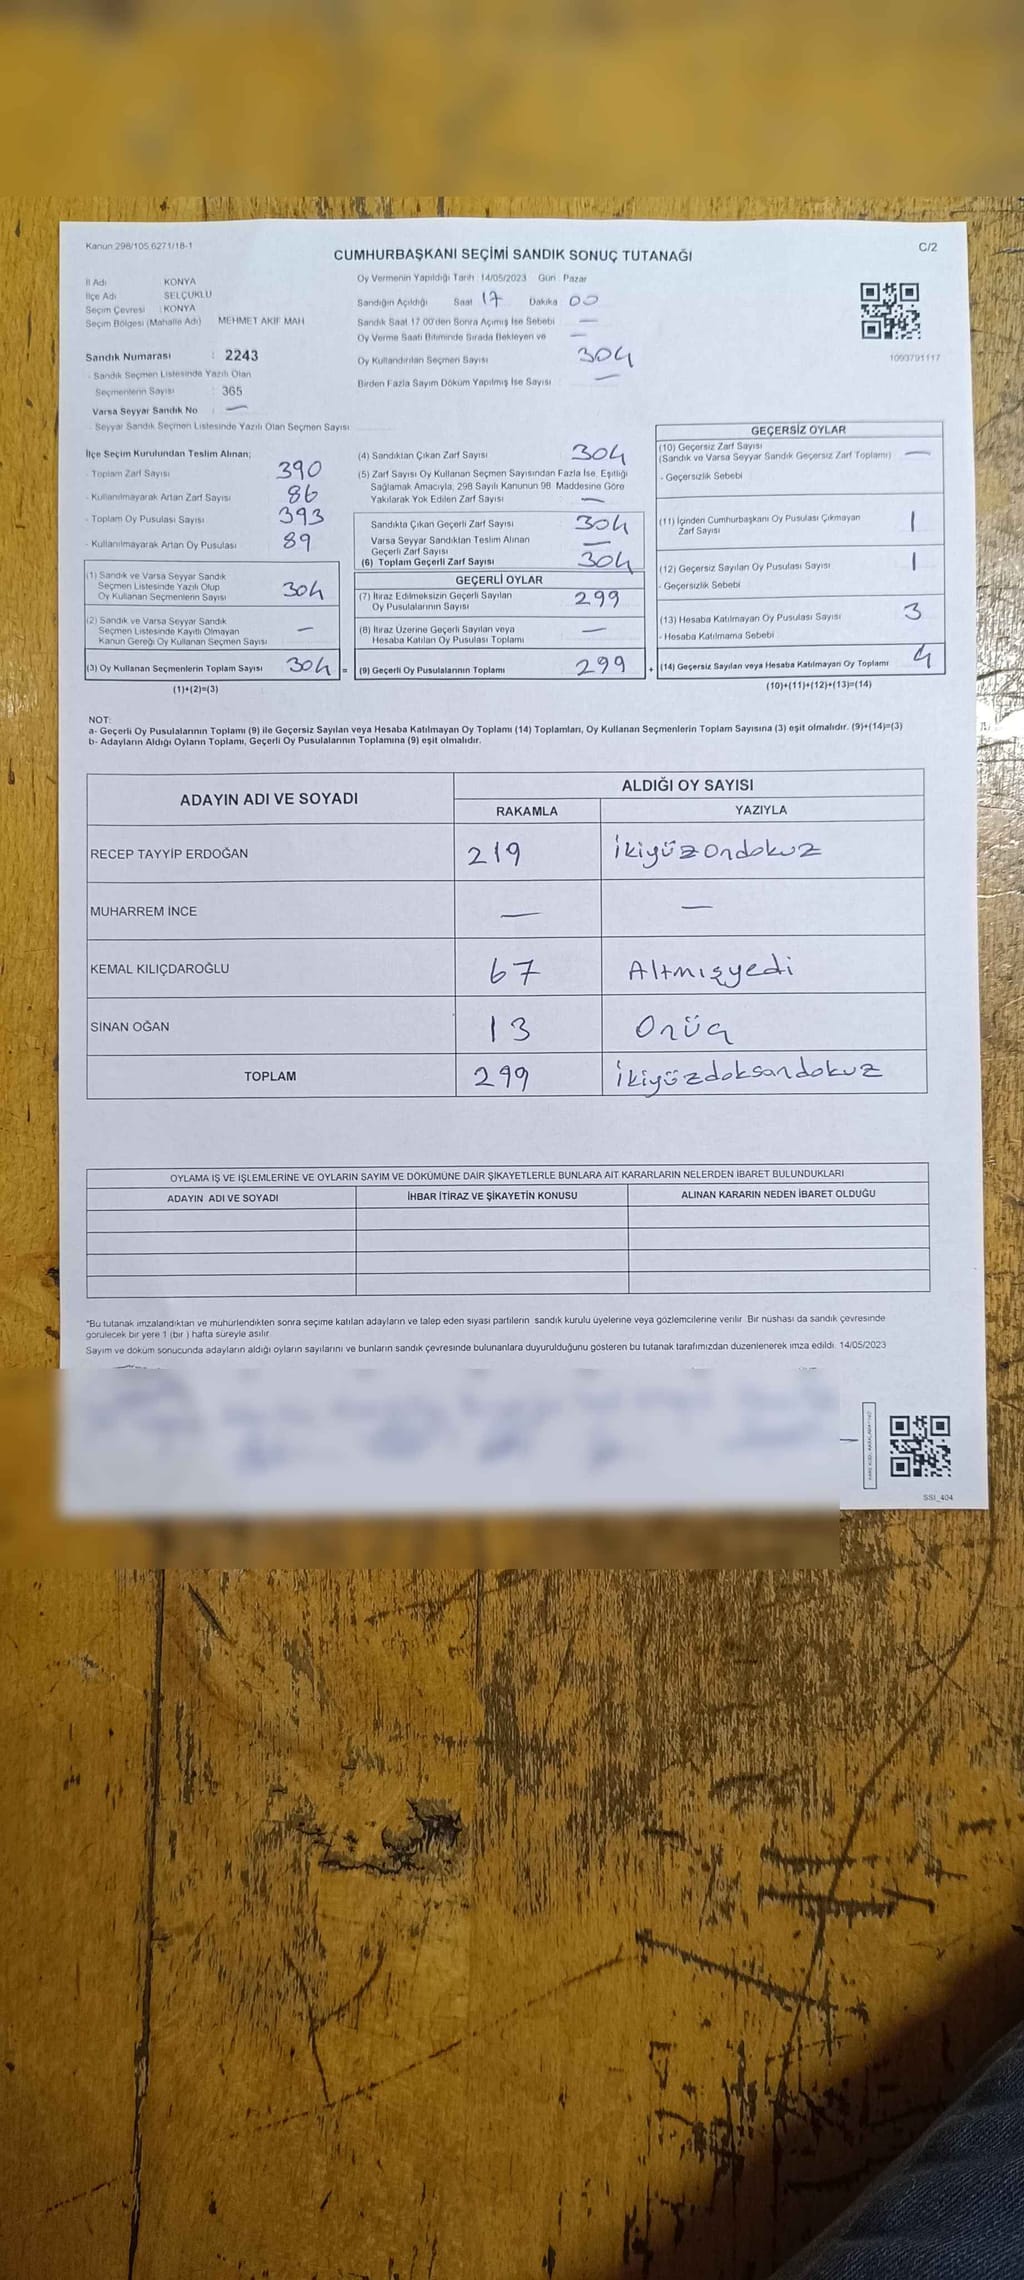 Kanun 298/105 6271/18-1
C/2
CUMHURBAŞKANI SEÇİMİ SANDIK SONUÇ TUTANAĞI
İl Adı KONYA
İlçe Adı SELÇUKLU
Seçim Çevresi : KONYA
Seçim Bölgesi (Mahalle Adı) MEHMET AKİF MAH
Sandık Numarası : 2243
- Sandık Seçmen Listesinde Yazılı Olan
Seçmenlerin Sayısı : 365
Varsa Seyyar Sandık No : —
- Seyyar Sandık Seçmen Listesinde Yazılı Olan Seçmen Sayısı
Oy Vermenin Yapıldığı Tarih 14/05/2023 Gün : Pazar
Sandığın Açıldığı Saat 17 Dakika 00
Sandık Saat 17 00'den Sonra Açımış İse Sebebi —
Oy Verme Saati Bitiminde Sırada Bekleyen ve —
Oy Kullandırılan Seçmen Sayısı 304
Birden Fazla Sayım Döküm Yapılmış İse Sayısı —
1093791117
İlçe Seçim Kurulundan Teslim Alınan;
- Toplam Zarf Sayısı 390
- Kullanılmayarak Artan Zarf Sayısı 86
- Toplam Oy Pusulası Sayısı 393
- Kullanılmayarak Artan Oy Pusulası 89
(1) Sandık ve Varsa Seyyar Sandık
Seçmen Listesinde Yazılı Olup
Oy Kullanan Seçmenlerin Sayısı 304
(2) Sandık ve Varsa Seyyar Sandık
Seçmen Listesinde Kayıtlı Olmayan
Kanun Gereği Oy Kullanan Seçmen Sayısı —
(3) Oy Kullanan Seçmenlerin Toplam Sayısı 304 =
(1)+(2)=(3)
(4) Sandıktan Çıkan Zarf Sayısı 304
(5) Zarf Sayısı Oy Kullanan Seçmen Sayısından Fazla İse, Eşitliği
Sağlamak Amacıyla, 298 Sayılı Kanunun 98. Maddesine Göre
Yakılarak Yok Edilen Zarf Sayısı —
Sandıkta Çıkan Geçerli Zarf Sayısı 304
Varsa Seyyar Sandıktan Teslim Alınan
Geçerli Zarf Sayısı —
(6) Toplam Geçerli Zarf Sayısı 304
GEÇERLİ OYLAR
(7) İtiraz Edilmeksizin Geçerli Sayılan
Oy Pusulalarının Sayısı 299
(8) İtiraz Üzerine Geçerli Sayılan veya
Hesaba Katılan Oy Pusulası Toplamı —
(9) Geçerli Oy Pusulalarının Toplamı 299 +
GEÇERSİZ OYLAR
(10) Geçersiz Zarf Sayısı
(Sandık ve Varsa Seyyar Sandık Geçersiz Zarf Toplamı) —
- Geçersizlik Sebebi
(11) İçinden Cumhurbaşkanı Oy Pusulası Çıkmayan
Zarf Sayısı 1
(12) Geçersiz Sayılan Oy Pusulası Sayısı 1
- Geçersizlik Sebebi
(13) Hesaba Katılmayan Oy Pusulası Sayısı 3
- Hesaba Katılmama Sebebi
(14) Geçersiz Sayılan veya Hesaba Katılmayan Oy Toplamı 4
(10)+(11)+(12)+(13)=(14)
NOT:
a- Geçerli Oy Pusulalarının Toplamı (9) ile Geçersiz Sayılan veya Hesaba Katılmayan Oy Toplamı (14) Toplamları, Oy Kullanan Seçmenlerin Toplam Sayısına (3) eşit olmalıdır. (9)+(14)=(3)
b- Adayların Aldığı Oyların Toplamı, Geçerli Oy Pusulalarının Toplamına (9) eşit olmalıdır.
ADAYIN ADI VE SOYADI ALDIĞI OY SAYISI
RAKAMLA YAZIYLA
RECEP TAYYİP ERDOĞAN 219 İkiyüzondokuz
MUHARREM İNCE — —
KEMAL KILIÇDAROĞLU 67 Altmışyedi
SİNAN OĞAN 13 Onüç
TOPLAM 299 İkiyüzdoksandokuz
OYLAMA İŞ VE İŞLEMLERİNE VE OYLARIN SAYIM VE DÖKÜMÜNE DAİR ŞİKAYETLERLE BUNLARA AİT KARARLARIN NELERDEN İBARET BULUNDUKLARI
ADAYIN ADI VE SOYADI İHBAR İTİRAZ VE ŞİKAYETİN KONUSU ALINAN KARARIN NEDEN İBARET OLDUĞU
*Bu tutanak imzalandıktan ve mühürlendikten sonra seçime katılan adayların ve talep eden siyasi partilerin sandık kurulu üyelerine veya gözlemcilerine verilir. Bir nüshası da sandık çevresinde
görülecek bir yere 1 (bir ) hafta süreyle asılır.
Sayım ve döküm sonucunda adayların aldığı oyların sayılarını ve bunların sandık çevresinde bulunanlara duyurulduğunu gösteren bu tutanak tarafımızdan düzenlenerek imza edildi. 14/05/2023
SSI_404